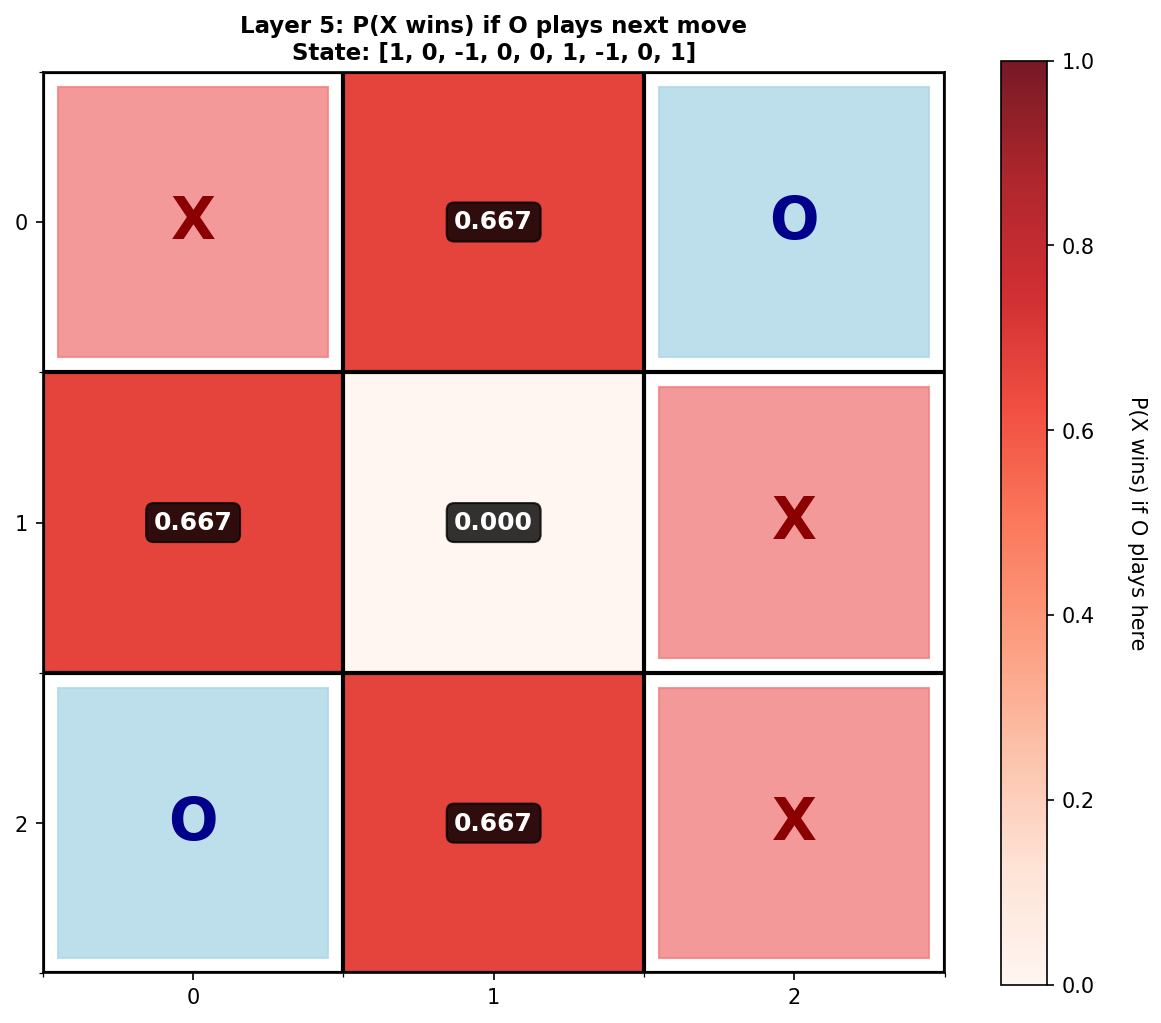 Layer 5: P(X wins) if O plays next move
State: [1, 0, -1, 0, 0, 1, -1, 0, 1]
X
0.667
O
0
0.667
0.000
X
1
O
0.667
X
2
0
1
2
1.0
0.8
0.6
0.4
0.2
0.0
P(X wins) if O plays here